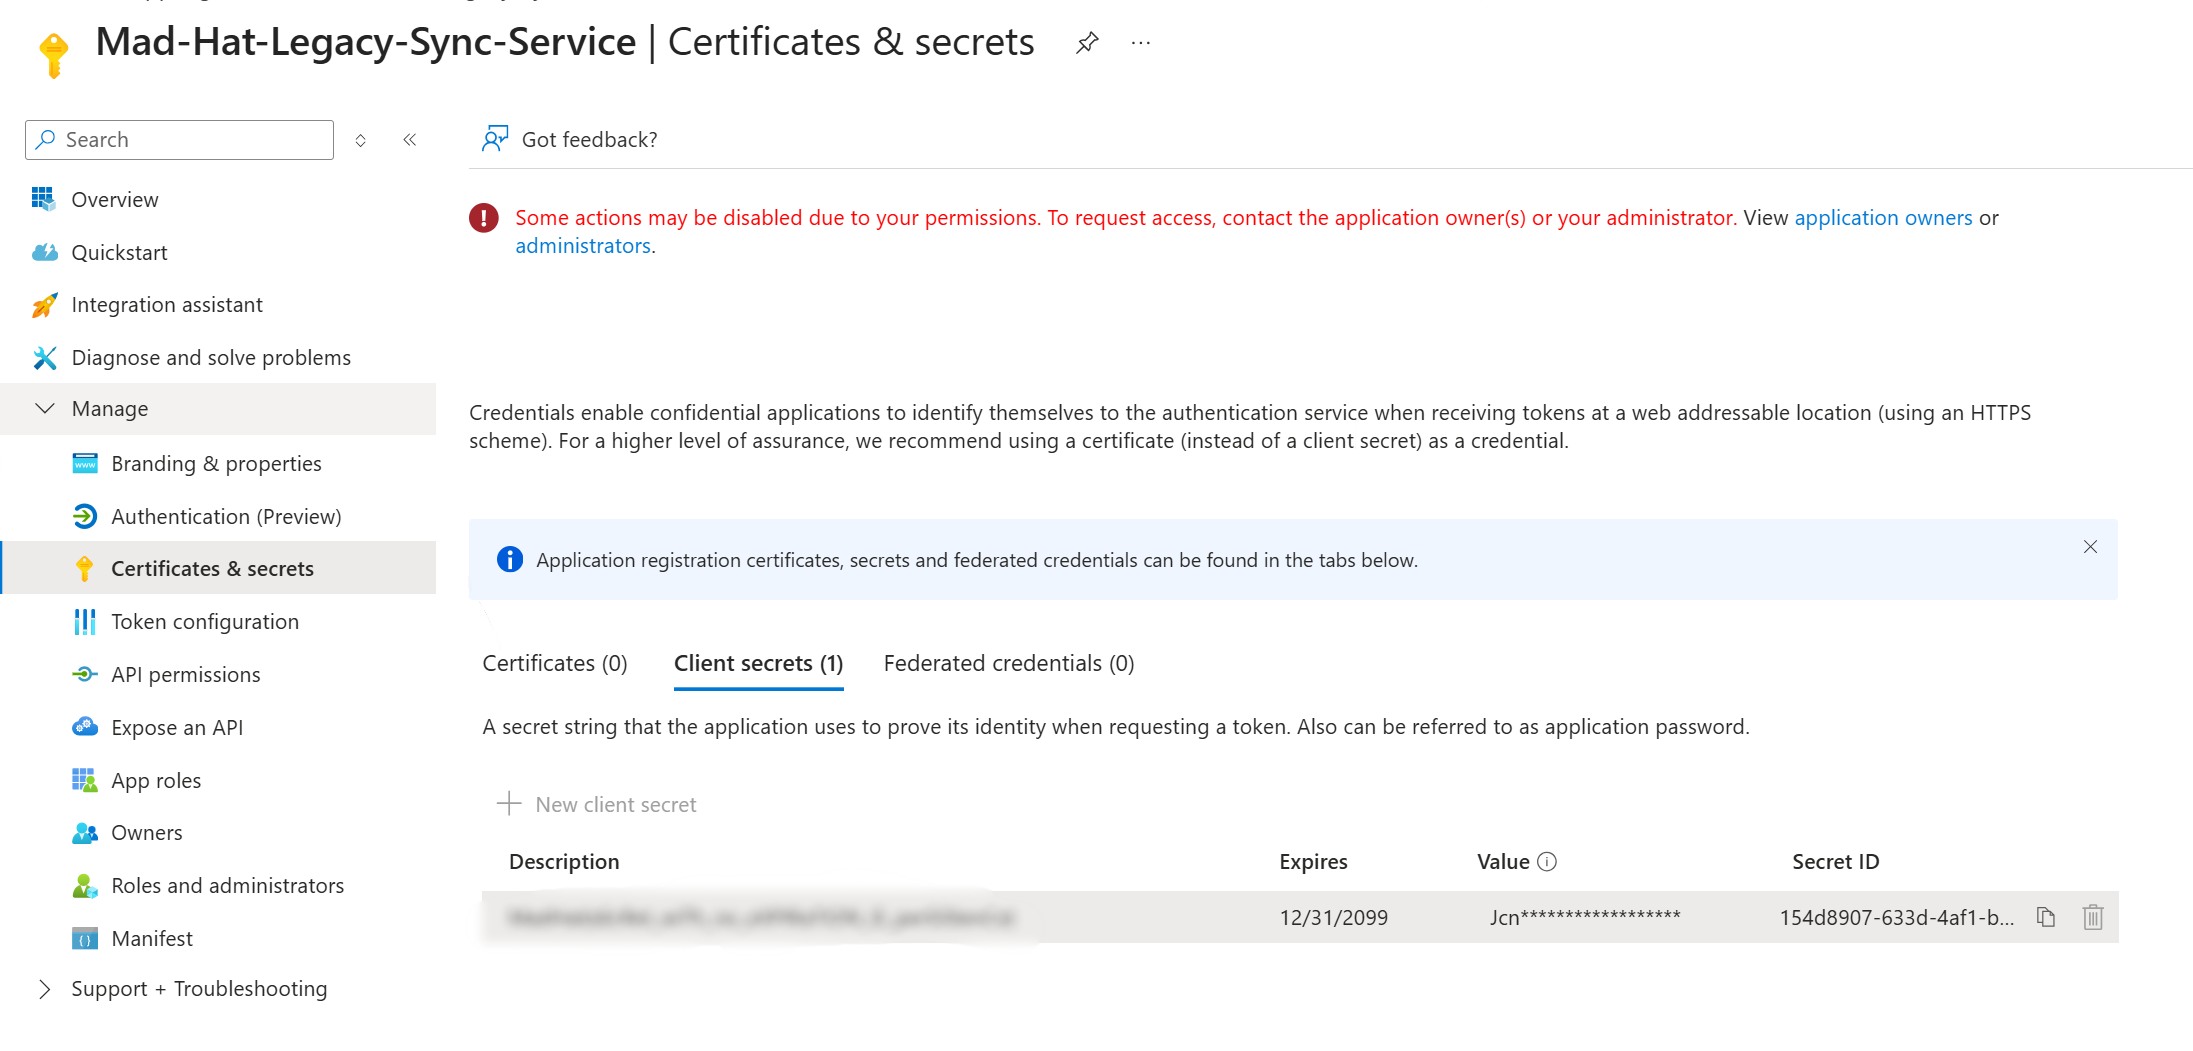 Mad-Hat-Legacy-Sync-Service | Certificates & secrets
Search
Got feedback?
Overview
Quickstart
Integration assistant
Diagnose and solve problems
Manage
Branding & properties
Authentication (Preview)
Certificates & secrets
Token configuration
API permissions
Expose an API
App roles
Owners
Roles and administrators
Manifest
Support + Troubleshooting
Some actions may be disabled due to your permissions. To request access, contact the application owner(s) or your administrator. View application owners or
administrators.
Credentials enable confidential applications to identify themselves to the authentication service when receiving tokens at a web addressable location (using an HTTPS
scheme). For a higher level of assurance, we recommend using a certificate (instead of a client secret) as a credential.
Application registration certificates, secrets and federated credentials can be found in the tabs below.
Certificates (0) Client secrets (1) Federated credentials (0)
A secret string that the application uses to prove its identity when requesting a token. Also can be referred to as application password.
New client secret
Description Expires Value Secret ID
12/31/2099 Jcn****************** 154d8907-633d-4af1-b...